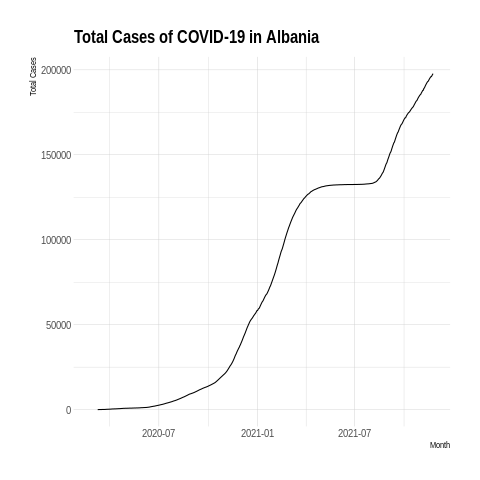 Total Cases of COVID-19 in Albania
Total Cases
200000
150000
100000
50000
0
2020-07 2021-01 2021-07
Month